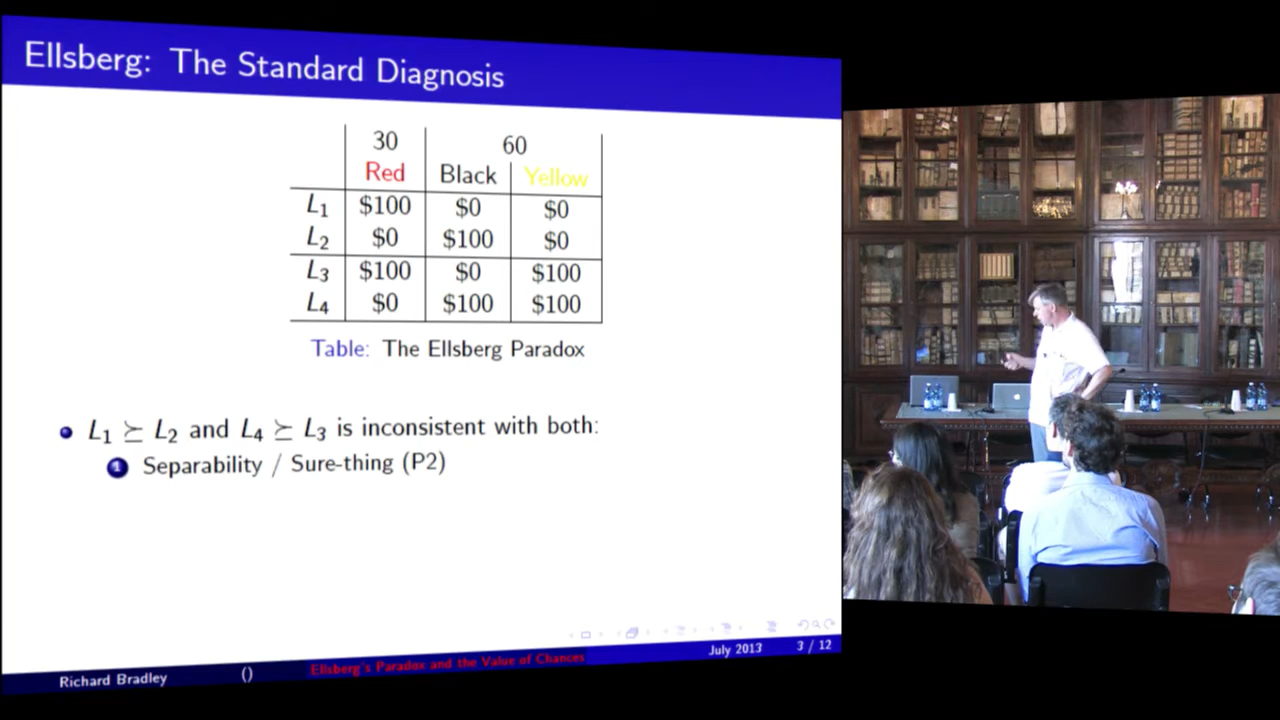 Ellsberg: The Standard Diagnosis
30 60
Red Black Yellow
L1 $100 $0 $0
L2 $0 $100 $0
L3 $100 $0 $100
L4 $0 $100 $100
Table: The Ellsberg Paradox
L1 ⪰ L2 and L4 ⪰ L3 is inconsistent with both:
1 Separability / Sure-thing (P2)
Richard Bradley () Ellsberg's Paradox and the Value of Chances July 2013 3 / 12